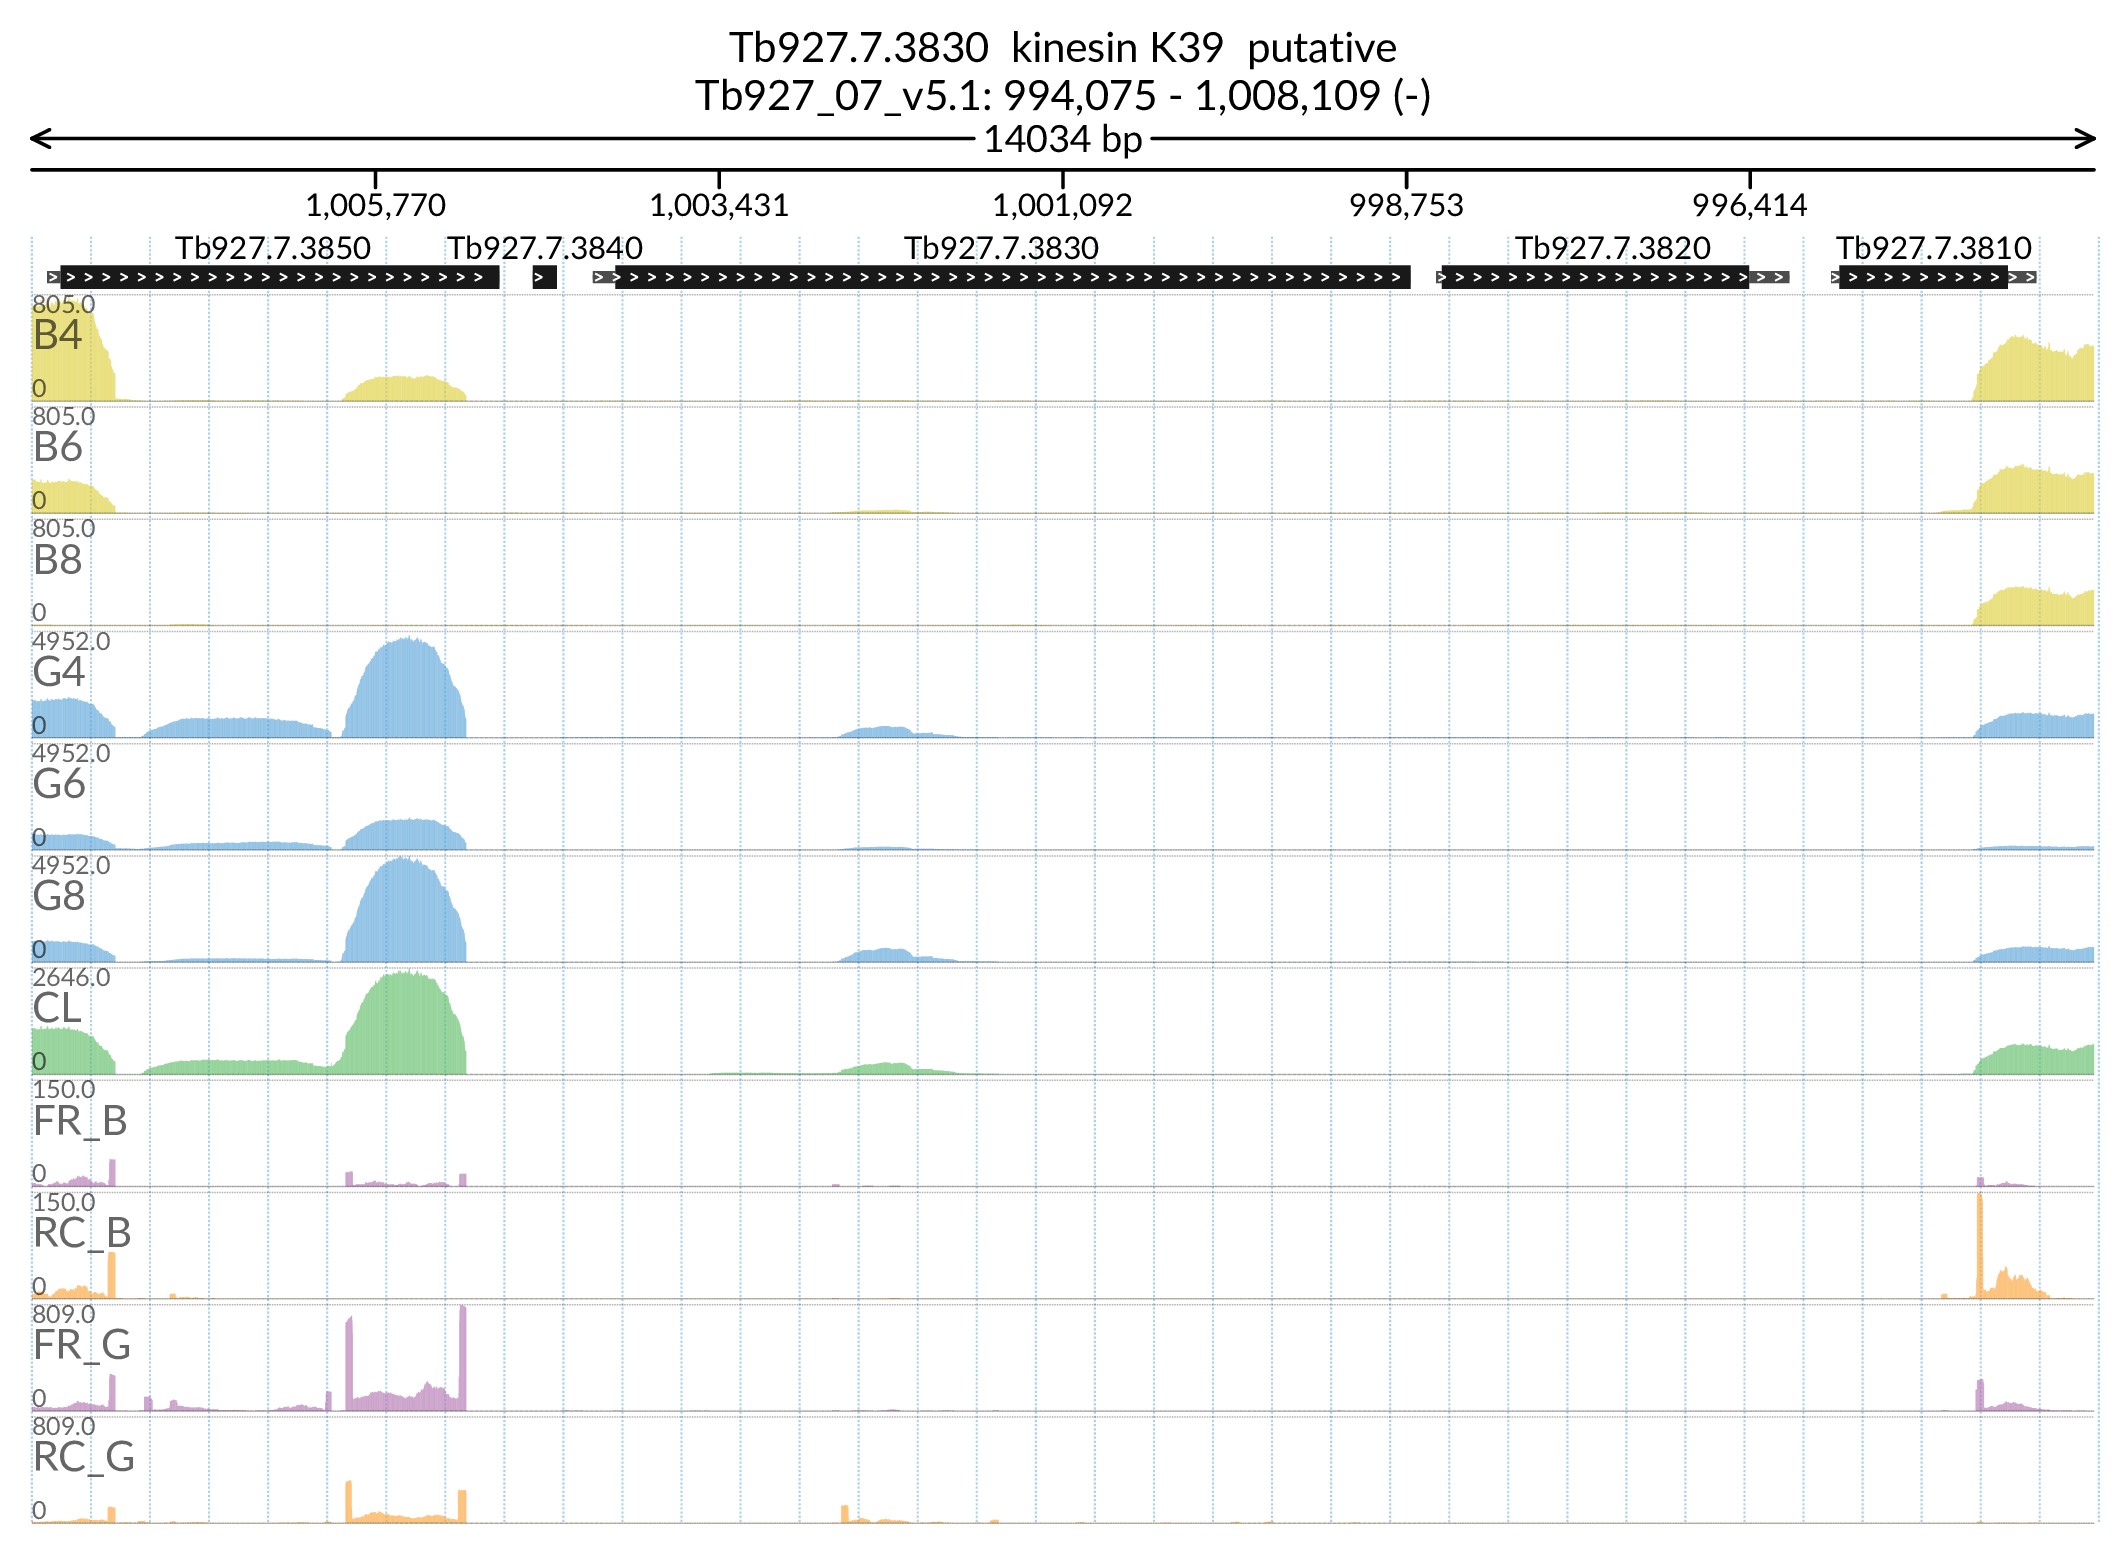 Tb927.7.3830 kinesin K39 putative
Tb927_07_v5.1: 994,075 - 1,008,109 (-)
14034 bp
1,005,770 1,003,431 1,001,092 998,753 996,414
Tb927.7.3850 Tb927.7.3840 Tb927.7.3830 Tb927.7.3820 Tb927.7.3810
805.0
B4
0
805.0
B6
0
805.0
B8
0
4952.0
G4
0
4952.0
G6
0
4952.0
G8
0
2646.0
CL
0
150.0
FR_B
0
150.0
RC_B
0
809.0
FR_G
0
809.0
RC_G
0